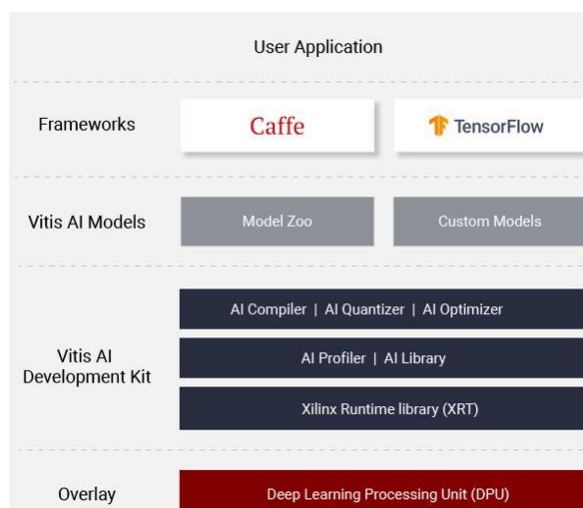 User Application
Frameworks
Caffe
TensorFlow
Vitis AI Models
Model Zoo
Custom Models
Vitis AI
Development Kit
AI Compiler | AI Quantizer | AI Optimizer
AI Profiler | AI Library
Xilinx Runtime library (XRT)
Overlay
Deep Learning Processing Unit (DPU)